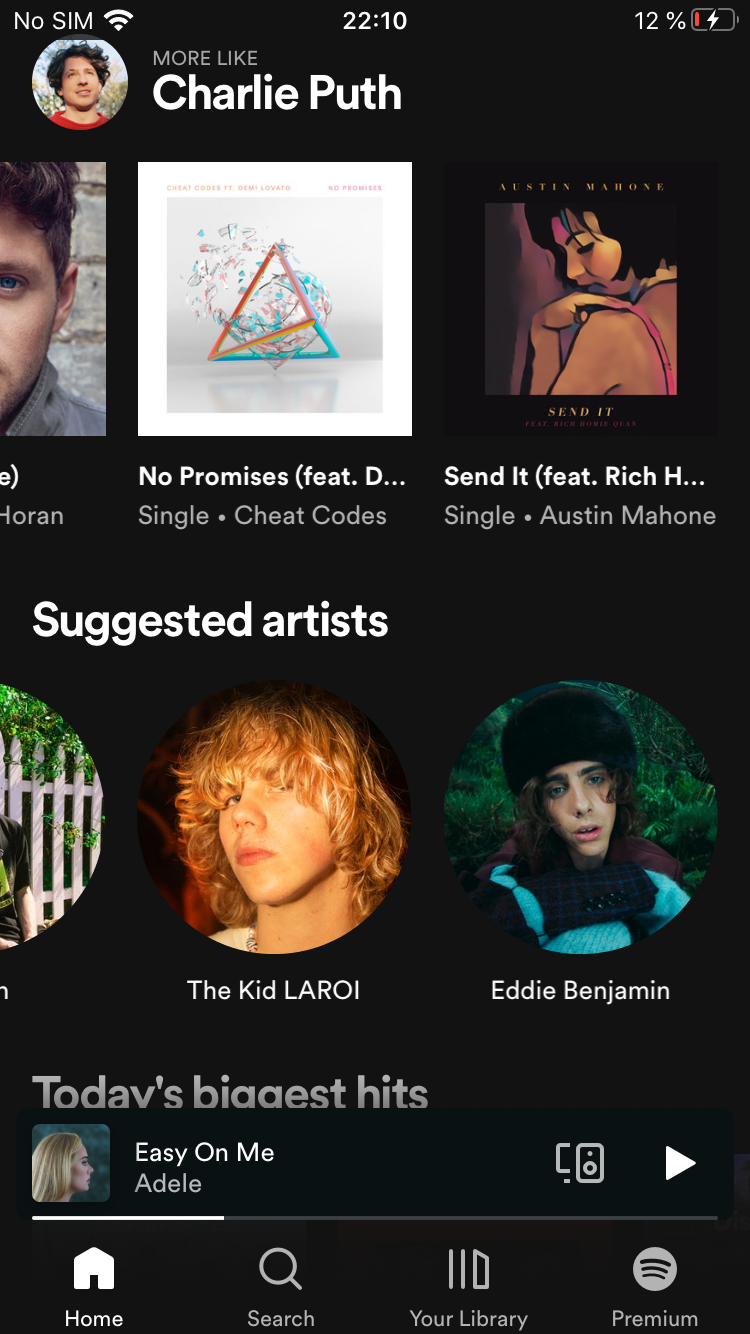 No SIM 22:10 12 %
MORE LIKE
Charlie Puth
CHEAT CODES FT. DEMI LOVATO NO PROMISES
AUSTIN MAHONE
SEND IT
FEAT. RICH HOMIE QUAN
e) No Promises (feat. D... Send It (feat. Rich H...
Horan Single • Cheat Codes Single • Austin Mahone
Suggested artists
n The Kid LAROI Eddie Benjamin
Today's biggest hits
Easy On Me
Adele
Home Search Your Library Premium